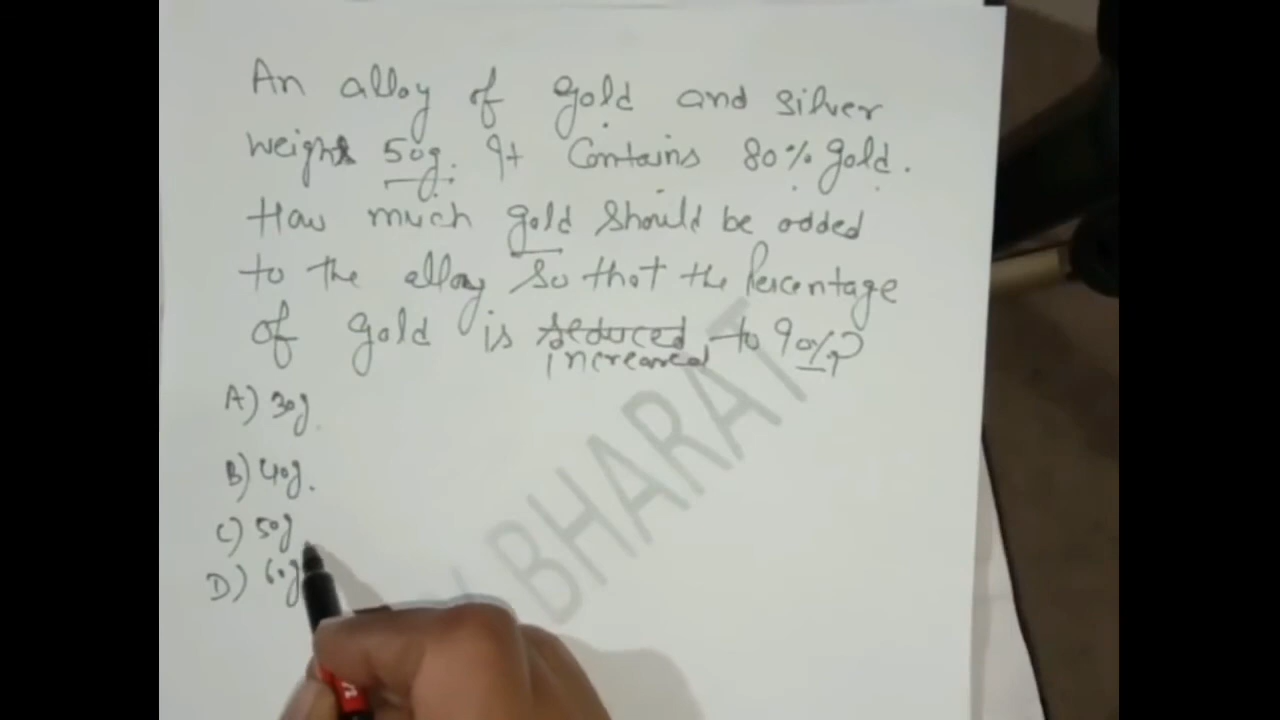 An alloy of gold and silver
weighs 50g. It contains 80% gold.
How much gold should be added
to the alloy so that the Percentage
of gold is reduced to 90%?
increased
A) 30g.
B) 40g.
C) 50g
D) 60g
BHARAT